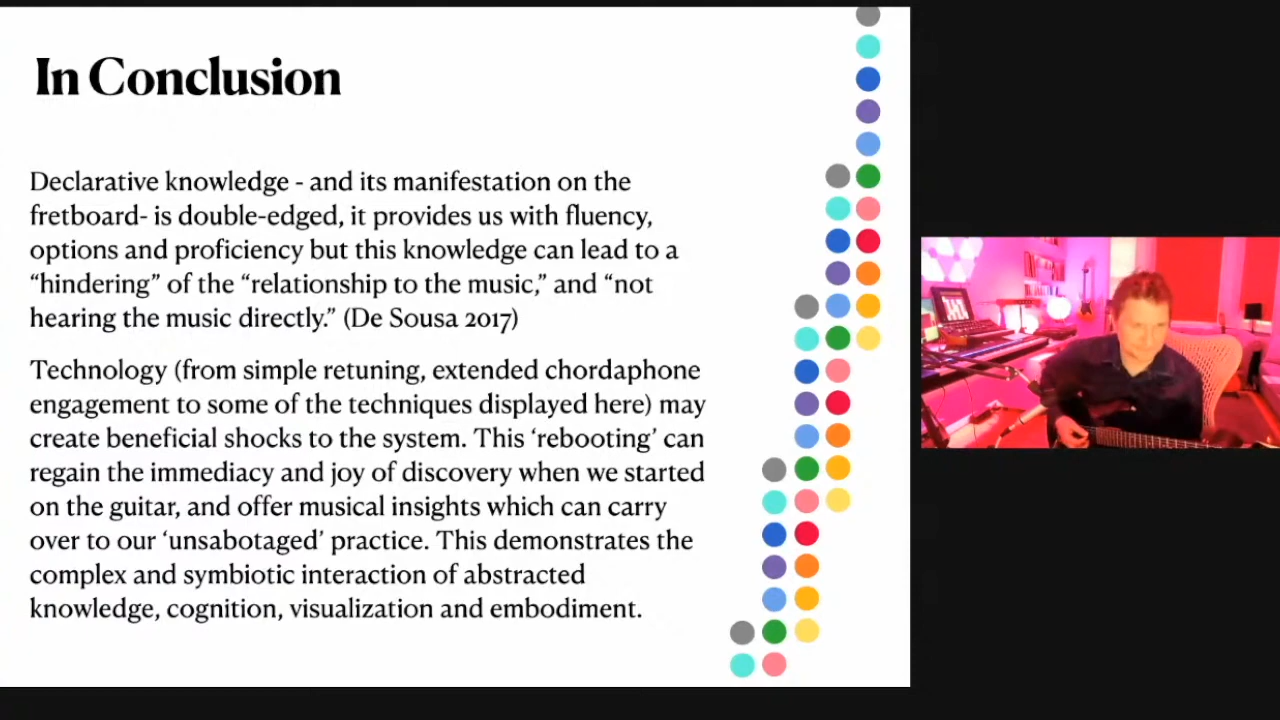 In Conclusion
Declarative knowledge - and its manifestation on the
fretboard- is double-edged, it provides us with fluency,
options and proficiency but this knowledge can lead to a
“hindering” of the “relationship to the music,” and “not
hearing the music directly.” (De Sousa 2017)
Technology (from simple retuning, extended chordaphone
engagement to some of the techniques displayed here) may
create beneficial shocks to the system. This ‘rebooting’ can
regain the immediacy and joy of discovery when we started
on the guitar, and offer musical insights which can carry
over to our ‘unsabotaged’ practice. This demonstrates the
complex and symbiotic interaction of abstracted
knowledge, cognition, visualization and embodiment.